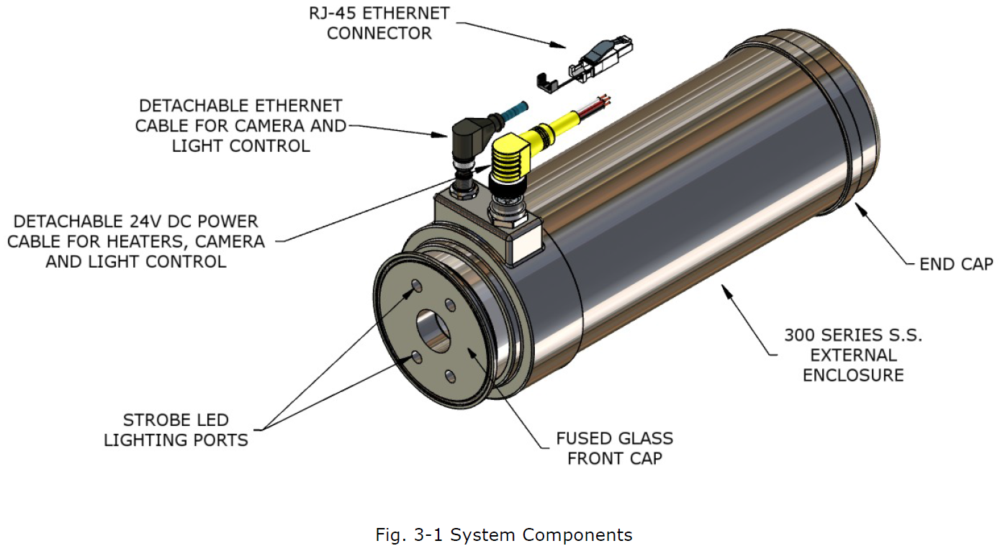 RJ-45 ETHERNET
CONNECTOR
DETACHABLE ETHERNET
CABLE FOR CAMERA AND
LIGHT CONTROL
DETACHABLE 24V DC POWER
CABLE FOR HEATERS, CAMERA
AND LIGHT CONTROL
END CAP
300 SERIES S.S.
EXTERNAL
ENCLOSURE
STROBE LED
LIGHTING PORTS
FUSED GLASS
FRONT CAP
Fig. 3-1 System Components